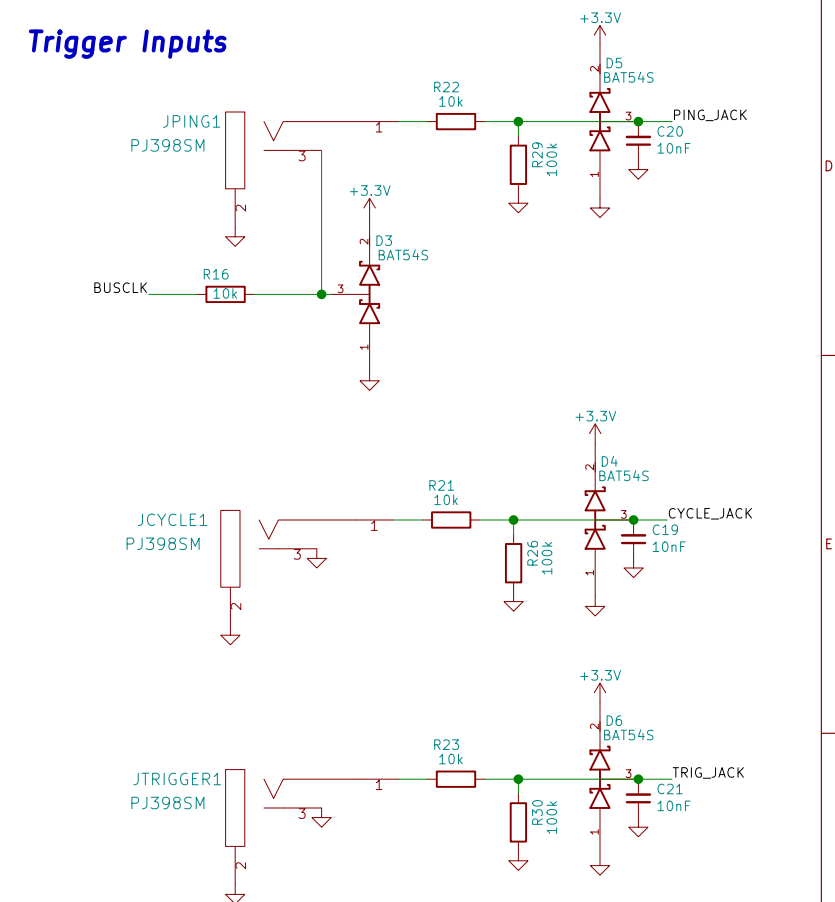 Trigger Inputs
+3.3V
2
D5
BAT54S
R22
10k
JPING1
PJ398SM
1
3
2
R29
100k
3
PING_JACK
C20
10nF
1
D
+3.3V
2
D3
BAT54S
BUSCLK
R16
10k
3
1
+3.3V
2
D4
BAT54S
R21
10k
JCYCLE1
PJ398SM
1
3
2
R26
100k
3
CYCLE_JACK
C19
10nF
1
E
+3.3V
2
D6
BAT54S
R23
10k
JTRIGGER1
PJ398SM
1
3
2
R30
100k
3
TRIG_JACK
C21
10nF
1